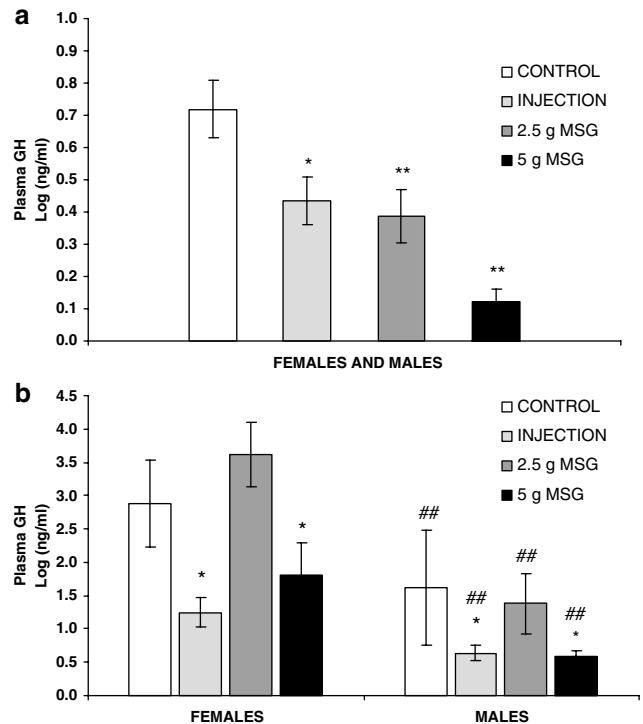 a
1.0
0.9
0.8
0.7
0.6
0.5
0.4
0.3
0.2
0.1
0.0
Plasma GH
Log (ng/ml)
CONTROL
INJECTION
2.5 g MSG
5 g MSG
*
**
**
FEMALES AND MALES
b
4.5
4.0
3.5
3.0
2.5
2.0
1.5
1.0
0.5
0.0
Plasma GH
Log (ng/ml)
CONTROL
INJECTION
2.5 g MSG
5 g MSG
*
*
##
##
*
##
##
*
FEMALES
MALES